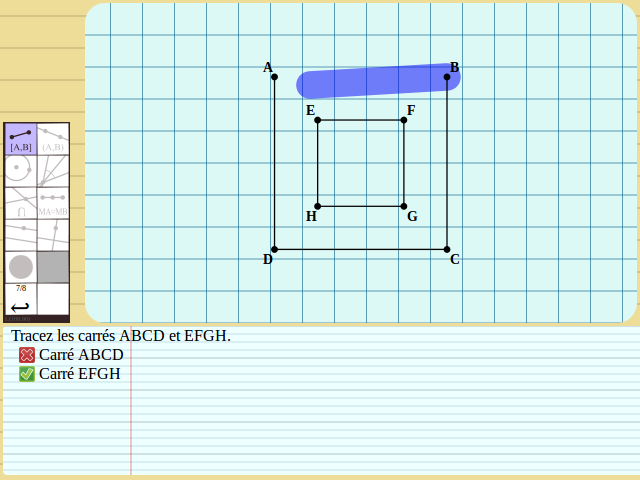 A
B
E
F
[A,B]
(A,B)
H
G
∩
MA=MB
D
C
7/8
Tracez les carrés ABCD et EFGH.
Carré ABCD
Carré EFGH